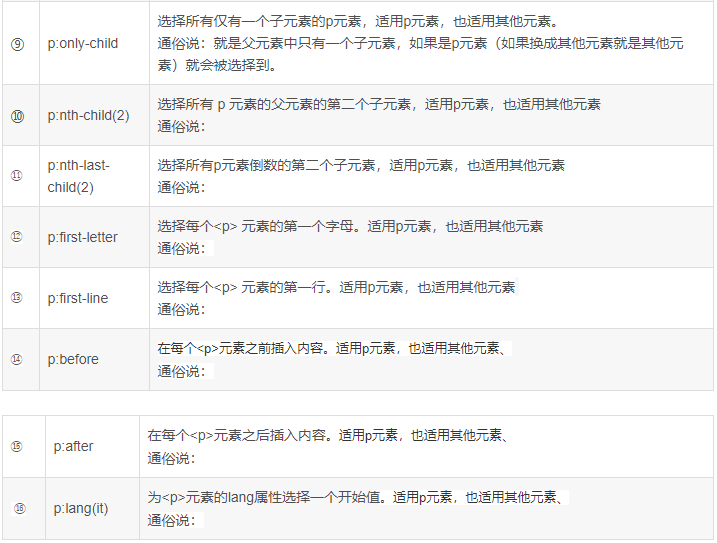 ⑨ p:only-child 选择所有仅有一个子元素的p元素，适用p元素，也适用其他元素。
通俗说：就是父元素中只有一个子元素，如果是p元素（如果换成其他元素就是其他元
素）就会被选择到。
⑩ p:nth-child(2) 选择所有 p 元素的父元素的第二个子元素，适用p元素，也适用其他元素
通俗说：
⑪ p:nth-last-
child(2) 选择所有p元素倒数的第二个子元素，适用p元素，也适用其他元素
通俗说：
⑫ p:first-letter 选择每个<p> 元素的第一个字母。适用p元素，也适用其他元素
通俗说：
⑬ p:first-line 选择每个<p> 元素的第一行。适用p元素，也适用其他元素
通俗说：
⑭ p:before 在每个<p>元素之前插入内容。适用p元素，也适用其他元素、
通俗说：
⑮ p:after 在每个<p>元素之后插入内容。适用p元素，也适用其他元素、
通俗说：
⑯ p:lang(it) 为<p>元素的lang属性选择一个开始值。适用p元素，也适用其他元素、
通俗说：